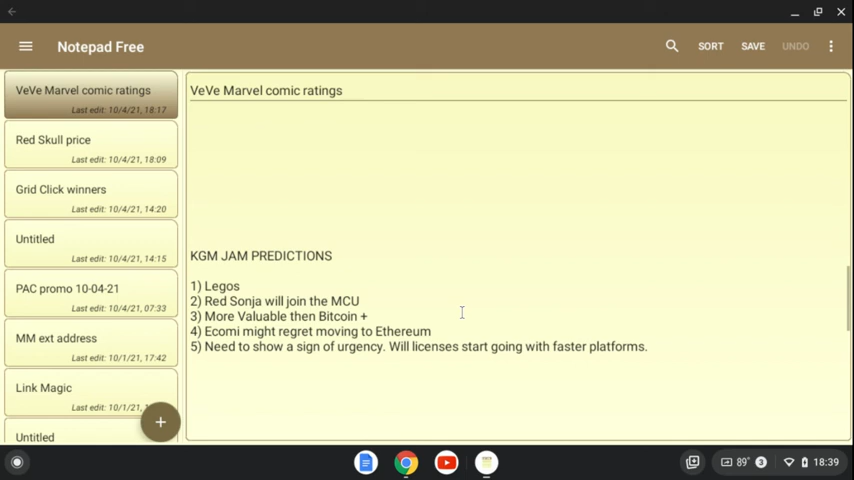 Notepad Free
SORT
SAVE
UNDO
VeVe Marvel comic ratings
Last edit: 10/4/21, 18:17
Red Skull price
Last edit: 10/4/21, 18:09
Grid Click winners
Last edit: 10/4/21, 14:20
Untitled
Last edit: 10/4/21, 14:15
PAC promo 10-04-21
Last edit: 10/4/21, 07:33
MM ext address
Last edit: 10/1/21, 17:42
Link Magic
Last edit: 10/1/21,
Untitled
VeVe Marvel comic ratings
KGM JAM PREDICTIONS
1) Legos
2) Red Sonja will join the MCU
3) More Valuable then Bitcoin +
4) Ecomi might regret moving to Ethereum
5) Need to show a sign of urgency. Will licenses start going with faster platforms.
89°
3
18:39